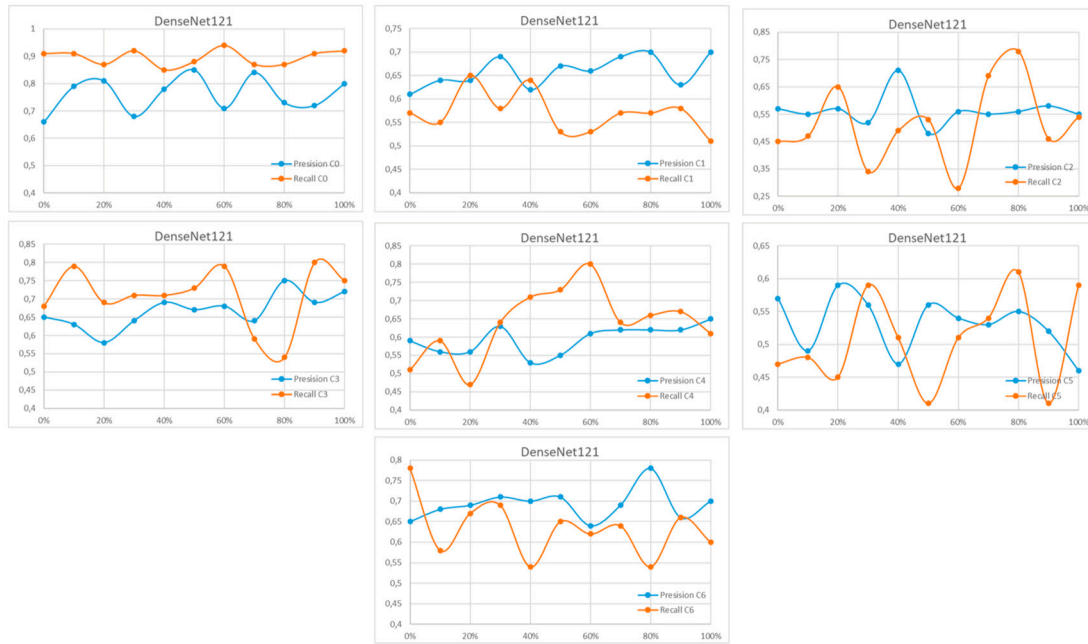 DenseNet121
1
0,9
0,8
0,7
0,6
0,5
0,4
0% 20% 40% 60% 80% 100%
Presision C0
Recall C0
DenseNet121
0,7
0,65
0,6
0,55
0,5
0,45
0,4
0% 20% 40% 60% 80% 100%
Presision C1
Recall C1
DenseNet121
0,85
0,75
0,65
0,55
0,45
0,35
0,25
0% 20% 40% 60% 80% 100%
Presision C2
Recall C2
DenseNet121
0,85
0,8
0,75
0,7
0,65
0,6
0,55
0,5
0,45
0,4
0% 20% 40% 60% 80% 100%
Presision C3
Recall C3
DenseNet121
0,85
0,8
0,75
0,7
0,65
0,6
0,55
0,5
0,45
0,4
0% 20% 40% 60% 80% 100%
Presision C4
Recall C4
DenseNet121
0,65
0,6
0,55
0,5
0,45
0,4
0% 20% 40% 60% 80% 100%
Presision C5
Recall C5
DenseNet121
0,8
0,75
0,7
0,65
0,6
0,55
0,5
0,45
0,4
0% 20% 40% 60% 80% 100%
Presision C6
Recall C6